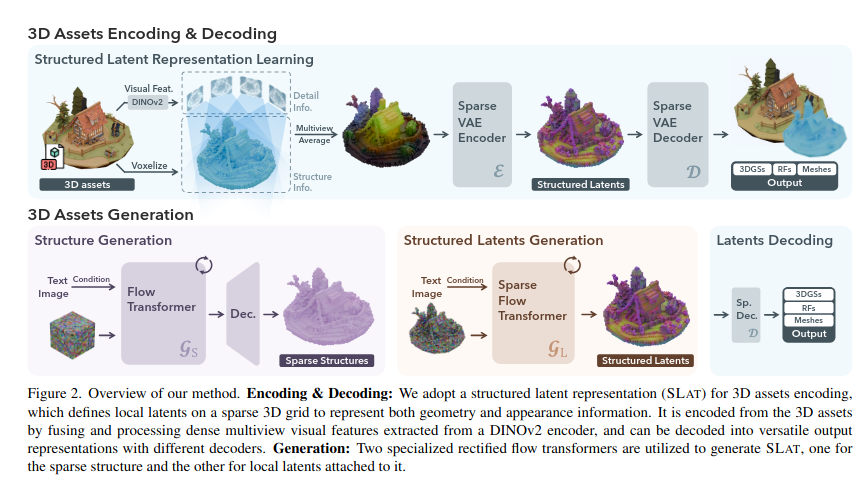 3D Assets Encoding & Decoding
Structured Latent Representation Learning
Visual Feat.
DINOv2
Voxelize
3D
3D assets
Detail
Info.
Structure
Info.
Multiview
Average
Sparse
VAE
Encoder
ℰ
Structured Latents
Sparse
VAE
Decoder
𝒟
3DGSs RFs Meshes
Output
3D Assets Generation
Structure Generation
Text
Image
Condition
Flow
Transformer
𝒢S
Dec.
Sparse Structures
Structured Latents Generation
Text
Image
Condition
Sparse
Flow
Transformer
𝒢L
Structured Latents
Latents Decoding
Sp.
Dec.
𝒟
3DGSs
RFs
Meshes
Output
Figure 2. Overview of our method. Encoding & Decoding: We adopt a structured latent representation (SLAT) for 3D assets encoding,
which defines local latents on a sparse 3D grid to represent both geometry and appearance information. It is encoded from the 3D assets
by fusing and processing dense multiview visual features extracted from a DINOv2 encoder, and can be decoded into versatile output
representations with different decoders. Generation: Two specialized rectified flow transformers are utilized to generate SLAT, one for
the sparse structure and the other for local latents attached to it.